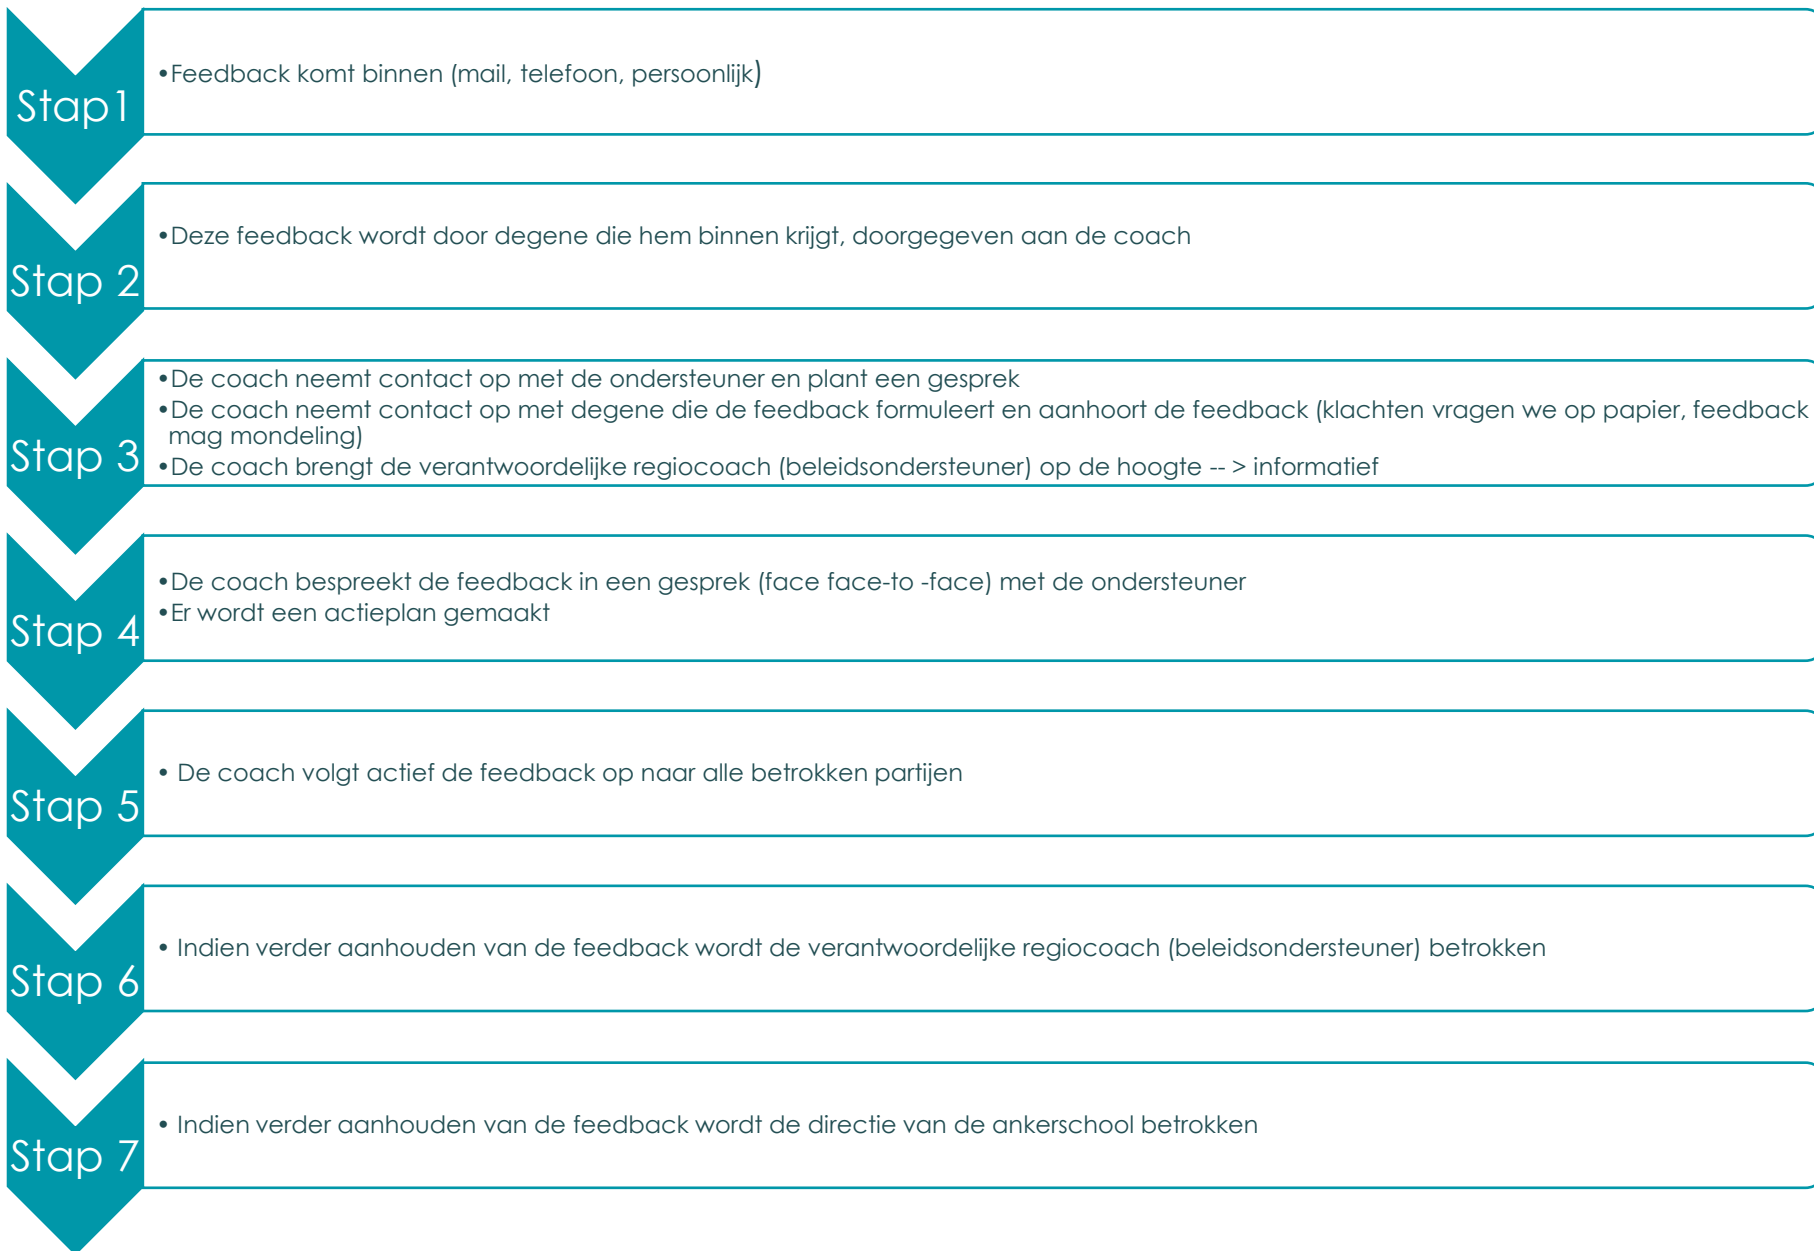 Stap1
•Feedback komt binnen (mail, telefoon, persoonlijk)
Stap 2
•Deze feedback wordt door degene die hem binnen krijgt, doorgegeven aan de coach
Stap 3
•De coach neemt contact op met de ondersteuner en plant een gesprek
•De coach neemt contact op met degene die de feedback formuleert en aanhoort de feedback (klachten vragen we op papier, feedback
mag mondeling)
•De coach brengt de verantwoordelijke regiocoach (beleidsondersteuner) op de hoogte -- > informatief
Stap 4
•De coach bespreekt de feedback in een gesprek (face face-to -face) met de ondersteuner
•Er wordt een actieplan gemaakt
Stap 5
• De coach volgt actief de feedback op naar alle betrokken partijen
Stap 6
• Indien verder aanhouden van de feedback wordt de verantwoordelijke regiocoach (beleidsondersteuner) betrokken
Stap 7
• Indien verder aanhouden van de feedback wordt de directie van de ankerschool betrokken